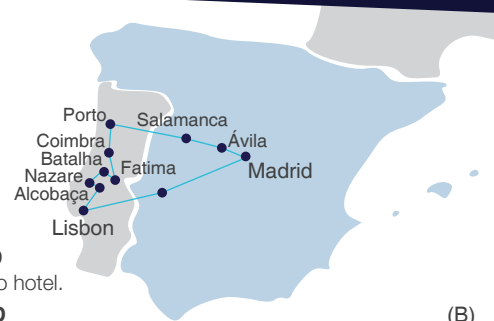 Porto
Salamanca
Coimbra
Ávila
Batalha
Fatima
Madrid
Nazare
Alcobaça
Lisbon
hotel.
(B)